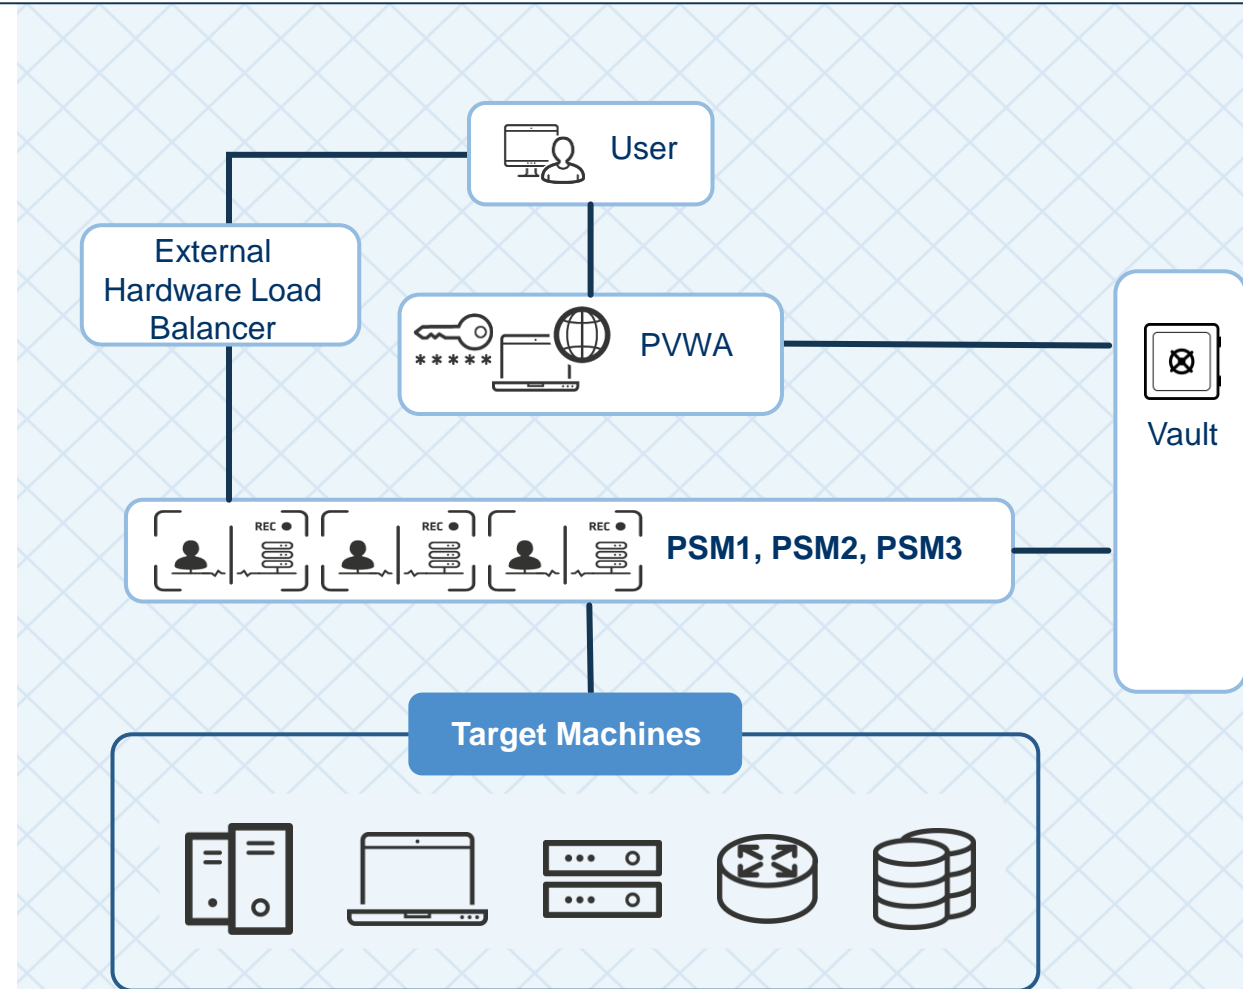 User
External
Hardware Load
Balancer
* * * * *
PVWA
Vault
REC
REC
REC
PSM1, PSM2, PSM3
Target Machines